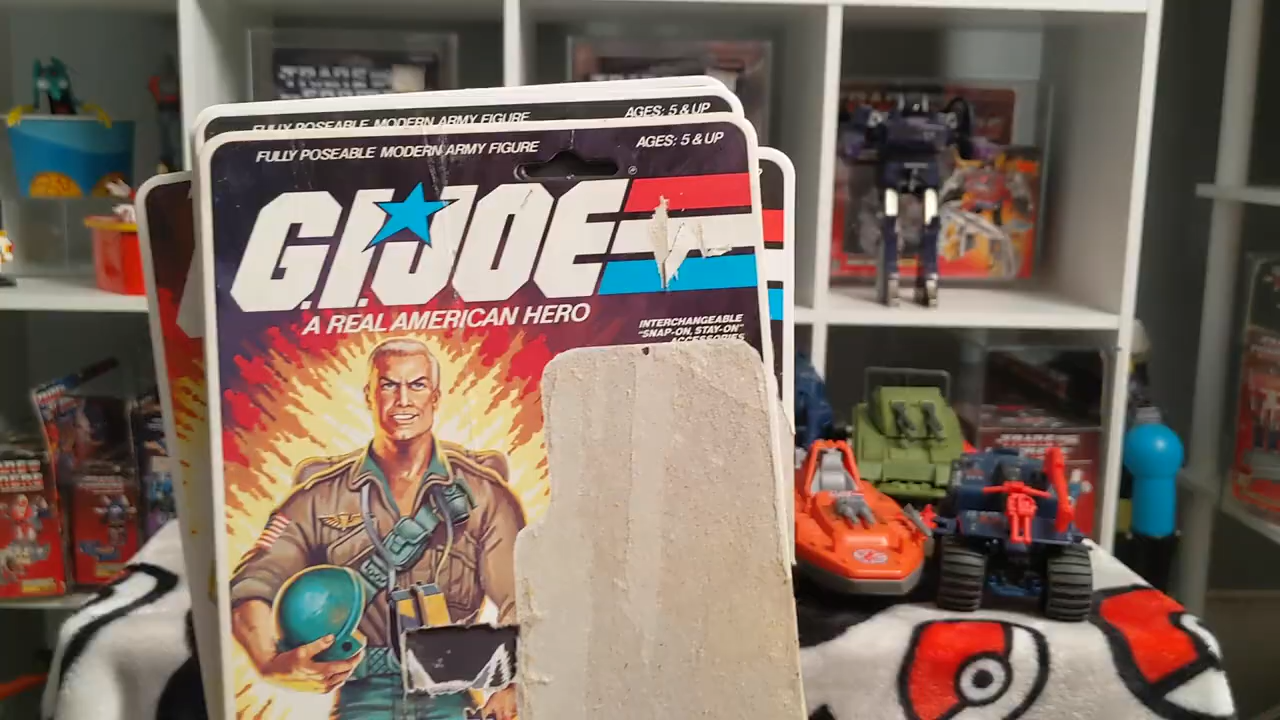 FULLY POSEABLE MODERN ARMY FIGURE AGES: 5 & UP
FULLY POSEABLE MODERN ARMY FIGURE AGES: 5 & UP
G.I. JOE ®
A REAL AMERICAN HERO
INTERCHANGEABLE
"SNAP-ON, STAY-ON"
ACCESSORIES